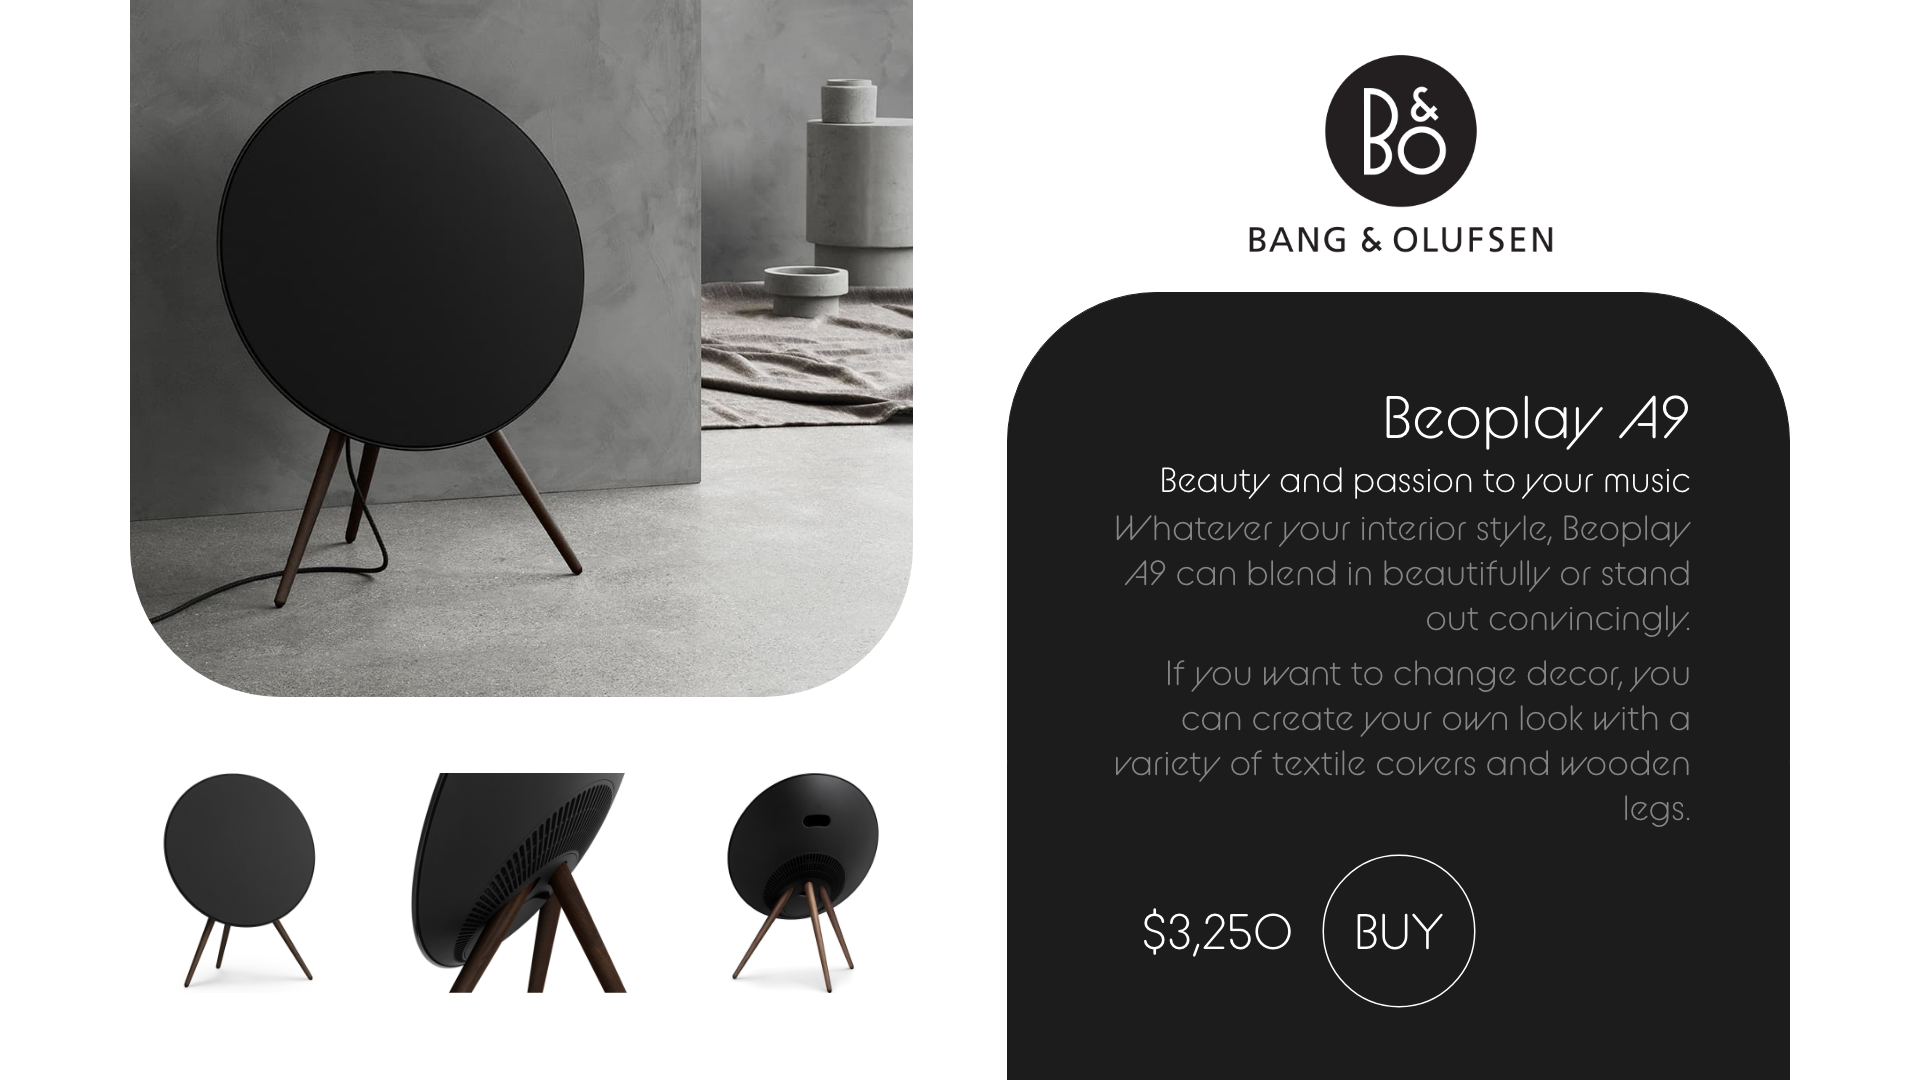 B&O
BANG & OLUFSEN
Beoplay A9
Beauty and passion to your music
Whatever your interior style, Beoplay
A9 can blend in beautifully or stand
out convincingly.
If you want to change decor, you
can create your own look with a
variety of textile covers and wooden
legs.
$3,250 BUY